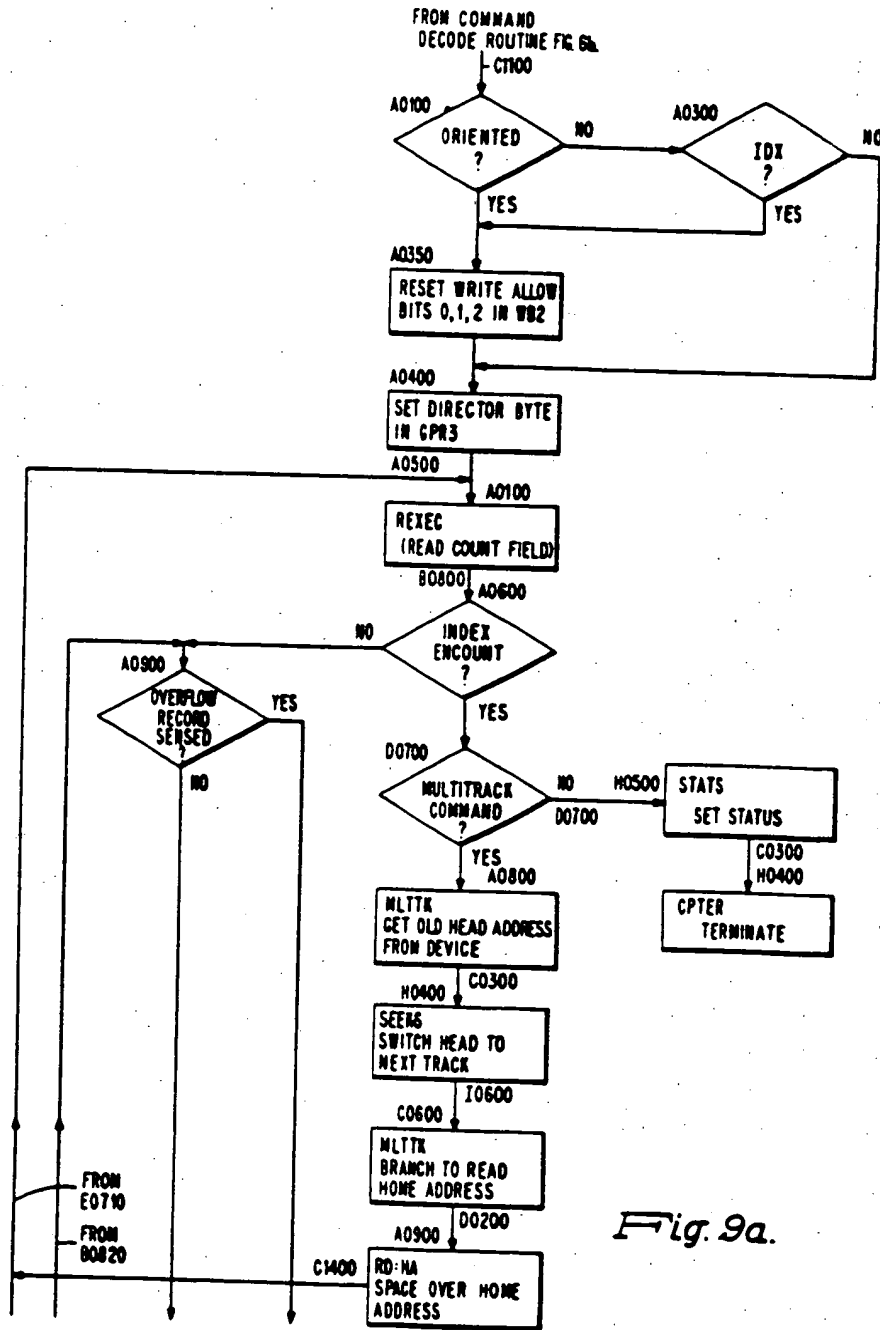 FROM COMMAND
DECODE ROUTINE FIG. 6b.
C1100
A0100
ORIENTED
?
NO
A0300
IDX
?
NO
YES
YES
A0350
RESET WRITE ALLOW
BITS 0,1,2 IN WB2
A0400
SET DIRECTOR BYTE
IN GPR3
A0500
A0100
REXEC
(READ COUNT FIELD)
B0800
A0600
NO
INDEX
ENCOUNT
?
A0900
OVERFLOW
RECORD
SENSED
?
YES
NO
YES
D0700
MULTITRACK
COMMAND
?
NO
D0700
H0500
STATS
SET STATUS
YES
A0800
C0300
H0400
MLTTK
GET OLD HEAD ADDRESS
FROM DEVICE
CPTER
TERMINATE
C0300
H0400
SEEKS
SWITCH HEAD TO
NEXT TRACK
I0600
C0600
MLTTK
BRANCH TO READ
HOME ADDRESS
FROM
E0710
D0200
A0900
FROM
B0820
C1400
RD:HA
SPACE OVER HOME
ADDRESS
Fig. 9a.